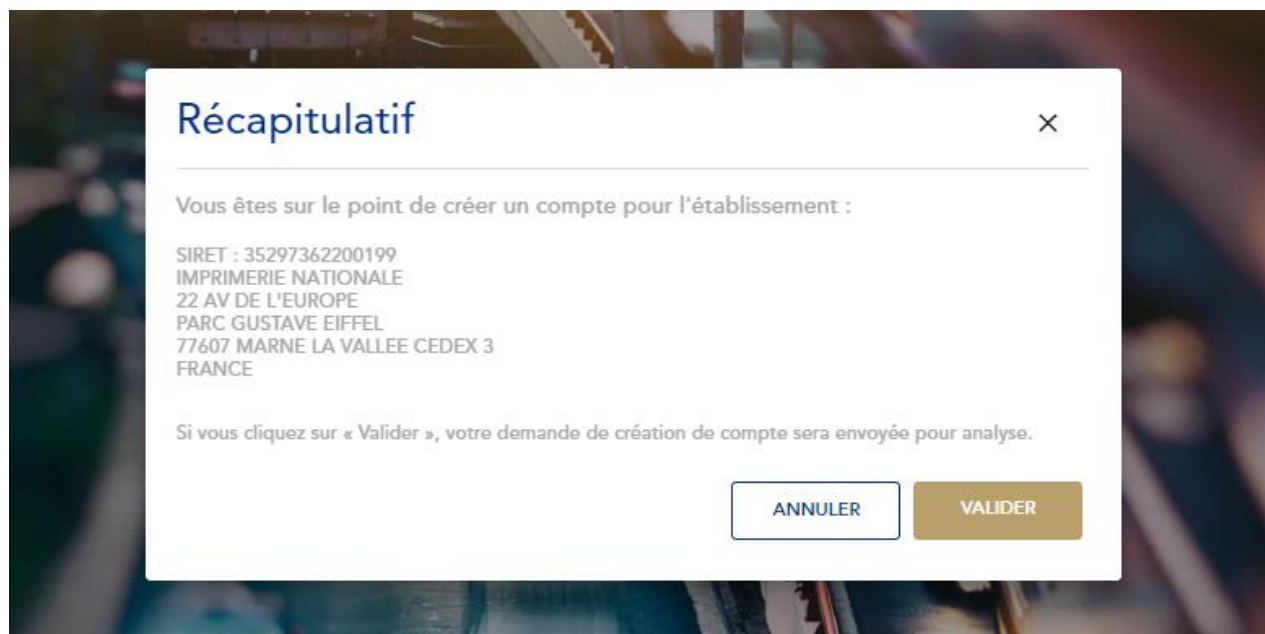 Récapitulatif
×
Vous êtes sur le point de créer un compte pour l'établissement :
SIRET : 35297362200199
IMPRIMERIE NATIONALE
22 AV DE L'EUROPE
PARC GUSTAVE EIFFEL
77607 MARNE LA VALLEE CEDEX 3
FRANCE
Si vous cliquez sur « Valider », votre demande de création de compte sera envoyée pour analyse.
ANNULER
VALIDER